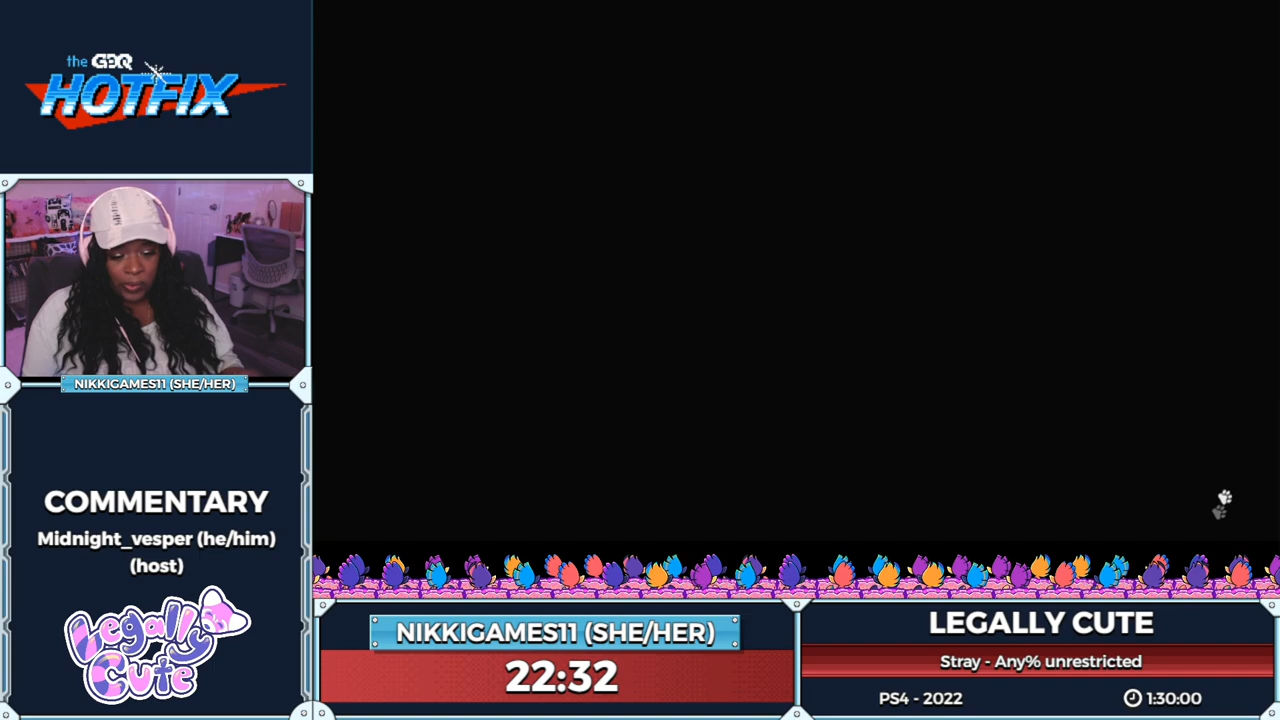 the GDQ
HOTFIX
NIKKIGAMES11 (SHE/HER)
COMMENTARY
Midnight_vesper (he/him)
(host)
Legally
Cute
NIKKIGAMES11 (SHE/HER)
22:32
LEGALLY CUTE
Stray - Any% unrestricted
PS4 - 2022
1:30:00